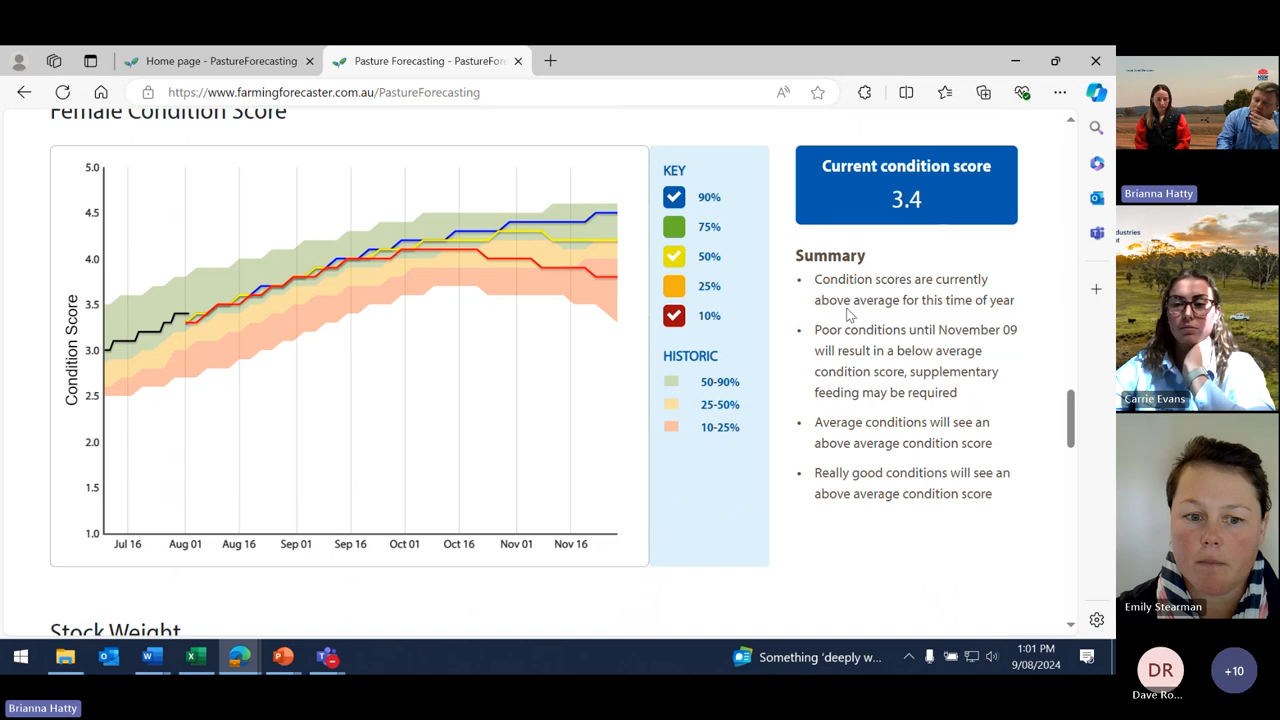 Home page - PastureForecasting
Pasture Forecasting - PastureFor
https://www.farmingforecaster.com.au/PastureForecasting
Female Condition Score
5.0
4.5
4.0
3.5
3.0
2.5
2.0
1.5
1.0
Condition Score
Jul 16
Aug 01
Aug 16
Sep 01
Sep 16
Oct 01
Oct 16
Nov 01
Nov 16
KEY
90%
75%
50%
25%
10%
HISTORIC
50-90%
25-50%
10-25%
Current condition score
3.4
Summary
• Condition scores are currently
above average for this time of year
• Poor conditions until November 09
will result in a below average
condition score, supplementary
feeding may be required
• Average conditions will see an
above average condition score
• Really good conditions will see an
above average condition score
Stock Weight
Something 'deeply w...
1:01 PM
9/08/2024
Brianna Hatty
Brianna Hatty
Carrie Evans
Emily Stearman
DR
Dave Ro...
+10